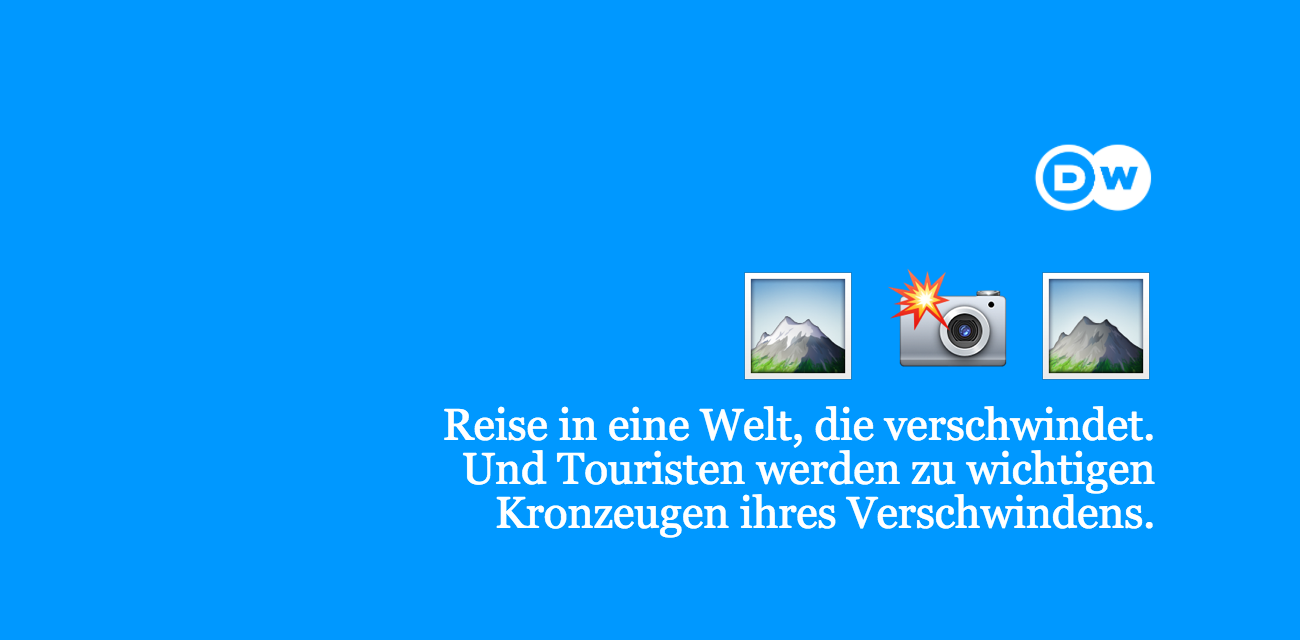 DW
Reise in eine Welt, die verschwindet.
Und Touristen werden zu wichtigen
Kronzeugen ihres Verschwindens.